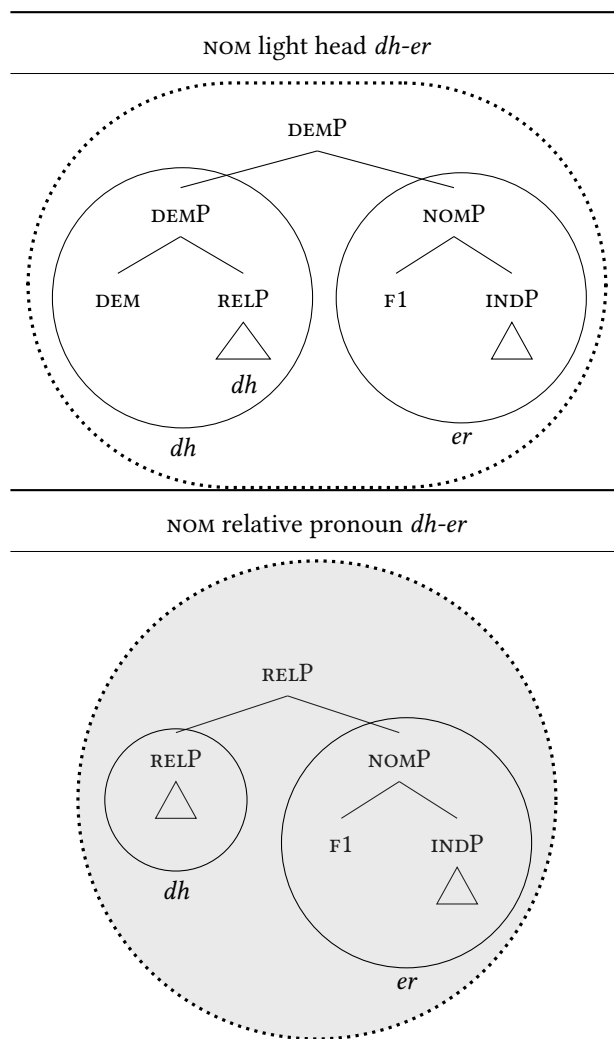 NOM light head dh-er
DEMP
DEMP NOMP
DEM RELP F1 INDP
dh
dh er
NOM relative pronoun dh-er
RELP
RELP NOMP
F1 INDP
dh
er